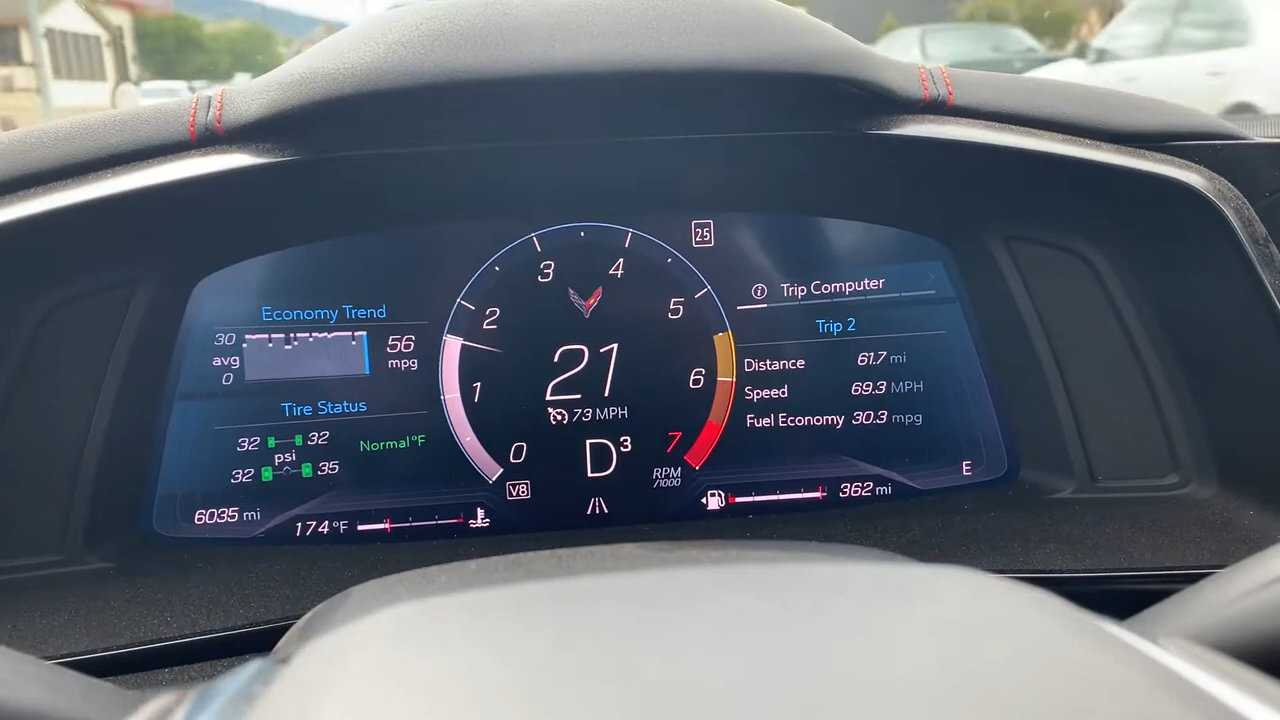 25
Economy Trend
30
avg
0
56
mpg
Tire Status
32 32
psi
32 35
Normal°F
6035 mi
174°F
0
1
2
3
4
5
6
7
RPM
/1000
21
73 MPH
D³
V8
Trip Computer
Trip 2
Distance 61.7 mi
Speed 69.3 MPH
Fuel Economy 30.3 mpg
E
362 mi